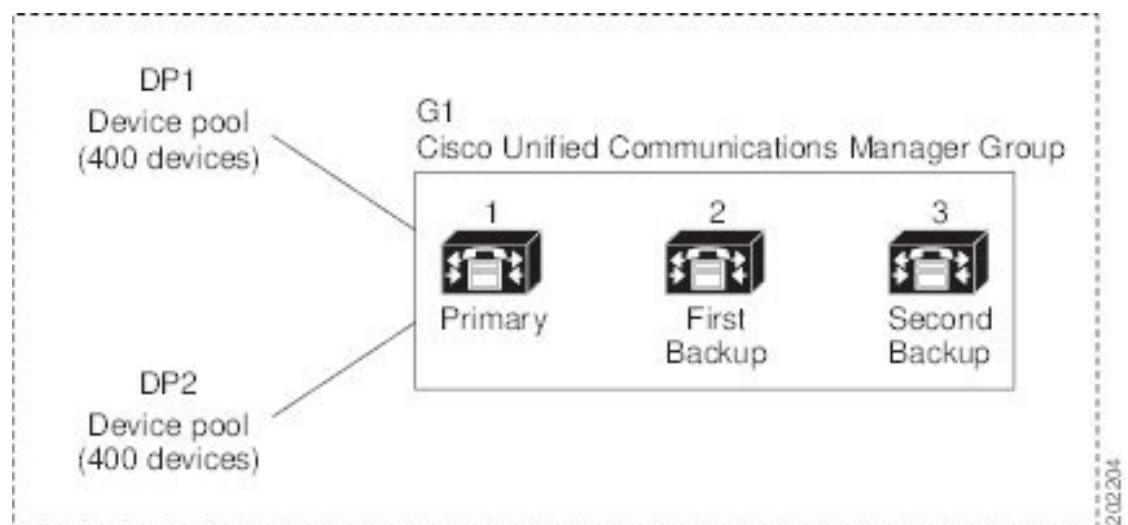 DP1
Device pool
(400 devices)
G1
Cisco Unified Communications Manager Group
1
2
3
Primary
First
Backup
Second
Backup
DP2
Device pool
(400 devices)
202204